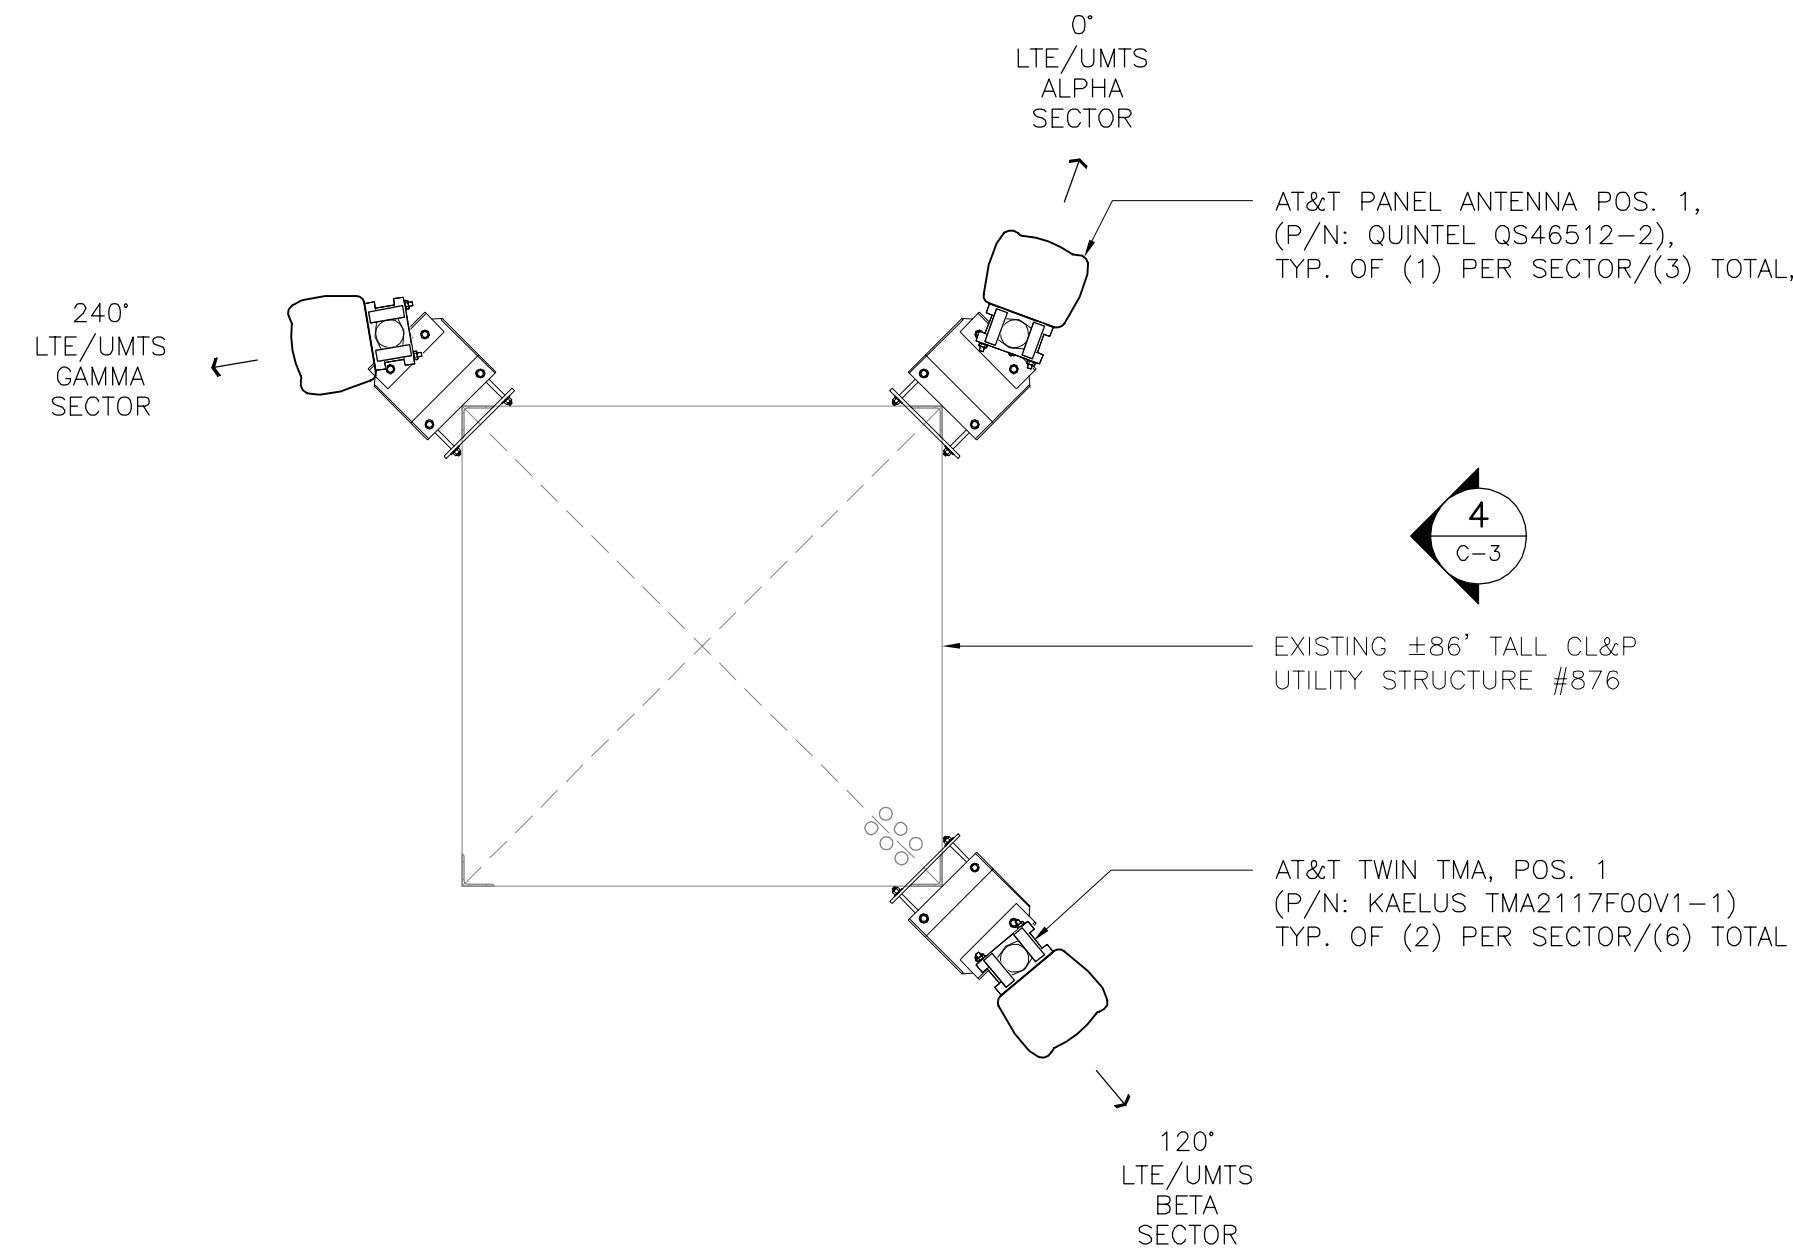 0°
LTE/UMTS
ALPHA
SECTOR
AT&T PANEL ANTENNA POS. 1,
(P/N: QUINTEL QS46512-2),
TYP. OF (1) PER SECTOR/(3) TOTAL,
240°
LTE/UMTS
GAMMA
SECTOR
4
C-3
EXISTING ±86' TALL CL&P
UTILITY STRUCTURE #876
AT&T TWIN TMA, POS. 1
(P/N: KAELUS TMA2117F00V1-1)
TYP. OF (2) PER SECTOR/(6) TOTAL
120°
LTE/UMTS
BETA
SECTOR